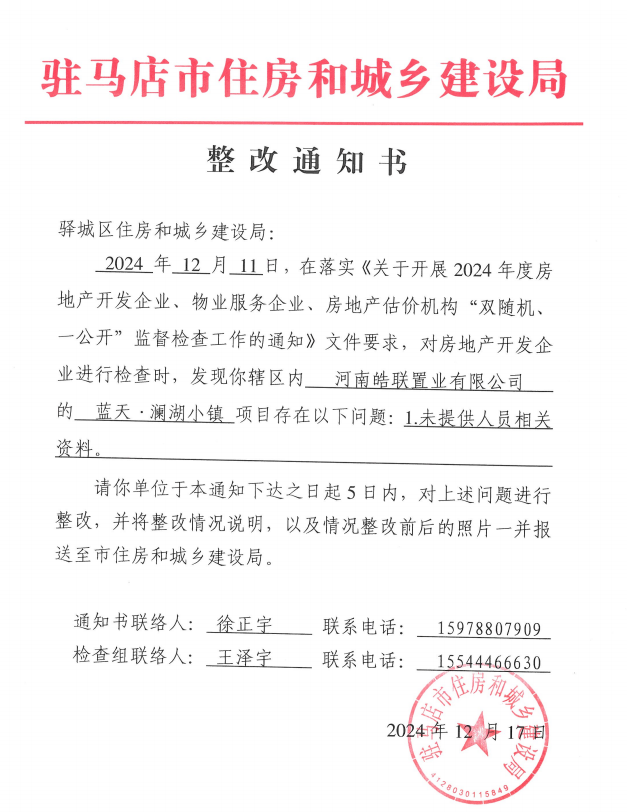 驻马店市住房和城乡建设局
整改通知书
驿城区住房和城乡建设局：
2024 年 12 月 11 日，在落实《关于开展 2024 年度房
地产开发企业、物业服务企业、房地产估价机构“双随机、
一公开”监督检查工作的通知》文件要求，对房地产开发企
业进行检查时，发现你辖区内 河南皓联置业有限公司
的 蓝天·澜湖小镇 项目存在以下问题：1.未提供人员相关
资料。
请你单位于本通知下达之日起 5 日内，对上述问题进行
整改，并将整改情况说明，以及情况整改前后的照片一并报
送至市住房和城乡建设局。
通知书联络人： 徐正宇 联系电话： 15978807909
检查组联络人： 王泽宇 联系电话： 15544466630
2024 年 12 月 17 日
驻马店市住房和城乡建设局
4128030115849